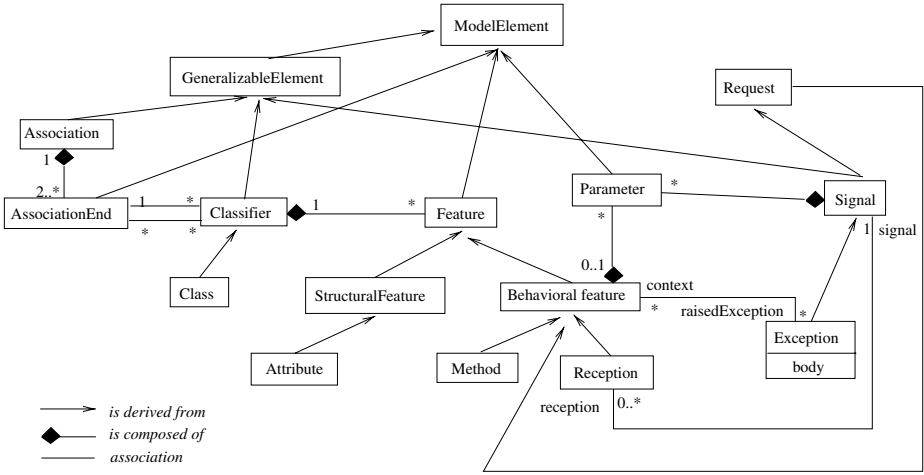 ModelElement
GeneralizableElement
Request
Association
1
2..*
AssociationEnd
1
*
*
*
Classifier
1
*
Feature
Parameter
*
*
Signal
1
signal
0..1
Class
StructuralFeature
Behavioral feature
context
*
raisedException
*
Exception
body
Attribute
Method
Reception
reception
0..*
is derived from
is composed of
association